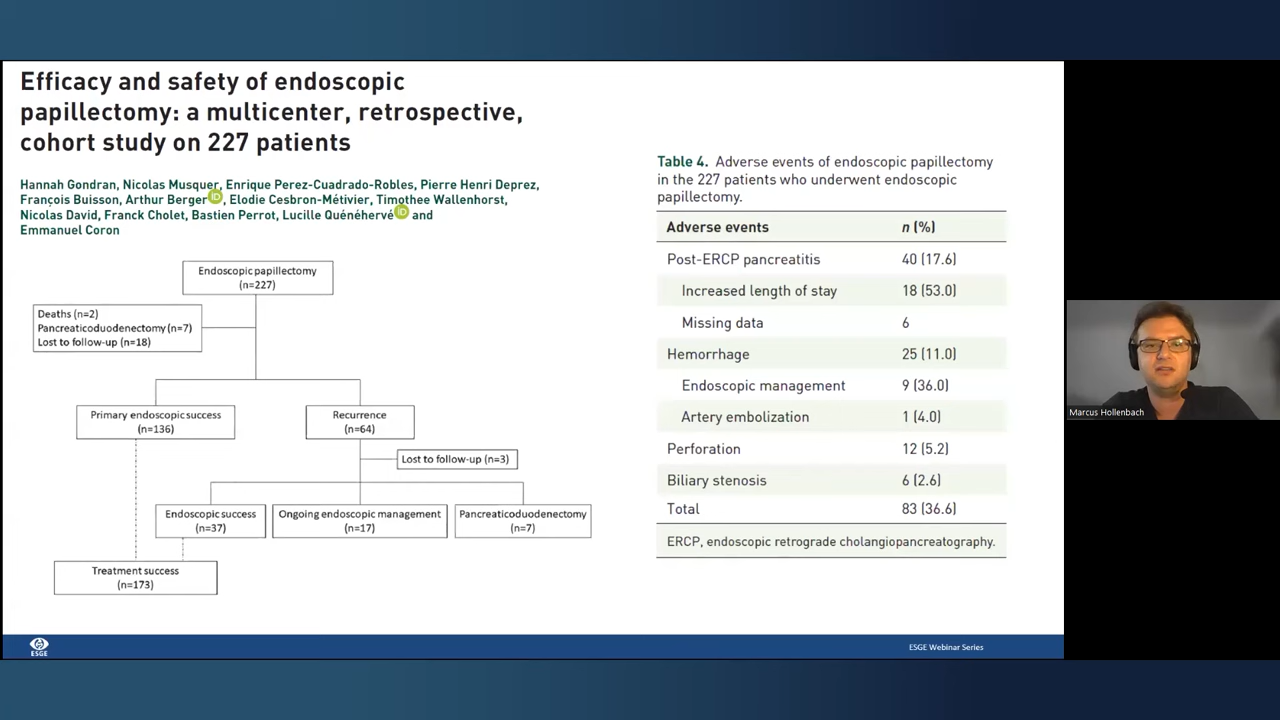 Efficacy and safety of endoscopic
papillectomy: a multicenter, retrospective,
cohort study on 227 patients
Hannah Gondran, Nicolas Musquer, Enrique Perez-Cuadrado-Robles, Pierre Henri Deprez,
François Buisson, Arthur Berger iD, Elodie Cesbron-Métivier, Timothee Wallenhorst,
Nicolas David, Franck Cholet, Bastien Perrot, Lucille Quénéhervé iD and
Emmanuel Coron
Endoscopic papillectomy
(n=227)
Deaths (n=2)
Pancreaticoduodenectomy (n=7)
Lost to follow-up (n=18)
Primary endoscopic success
(n=136)
Recurrence
(n=64)
Lost to follow-up (n=3)
Endoscopic success
(n=37)
Ongoing endoscopic management
(n=17)
Pancreaticoduodenectomy
(n=7)
Treatment success
(n=173)
Table 4. Adverse events of endoscopic papillectomy
in the 227 patients who underwent endoscopic
papillectomy.
Adverse events n (%)
Post-ERCP pancreatitis 40 (17.6)
Increased length of stay 18 (53.0)
Missing data 6
Hemorrhage 25 (11.0)
Endoscopic management 9 (36.0)
Artery embolization 1 (4.0)
Perforation 12 (5.2)
Biliary stenosis 6 (2.6)
Total 83 (36.6)
ERCP, endoscopic retrograde cholangiopancreatography.
Marcus Hollenbach
ESGE
ESGE Webinar Series